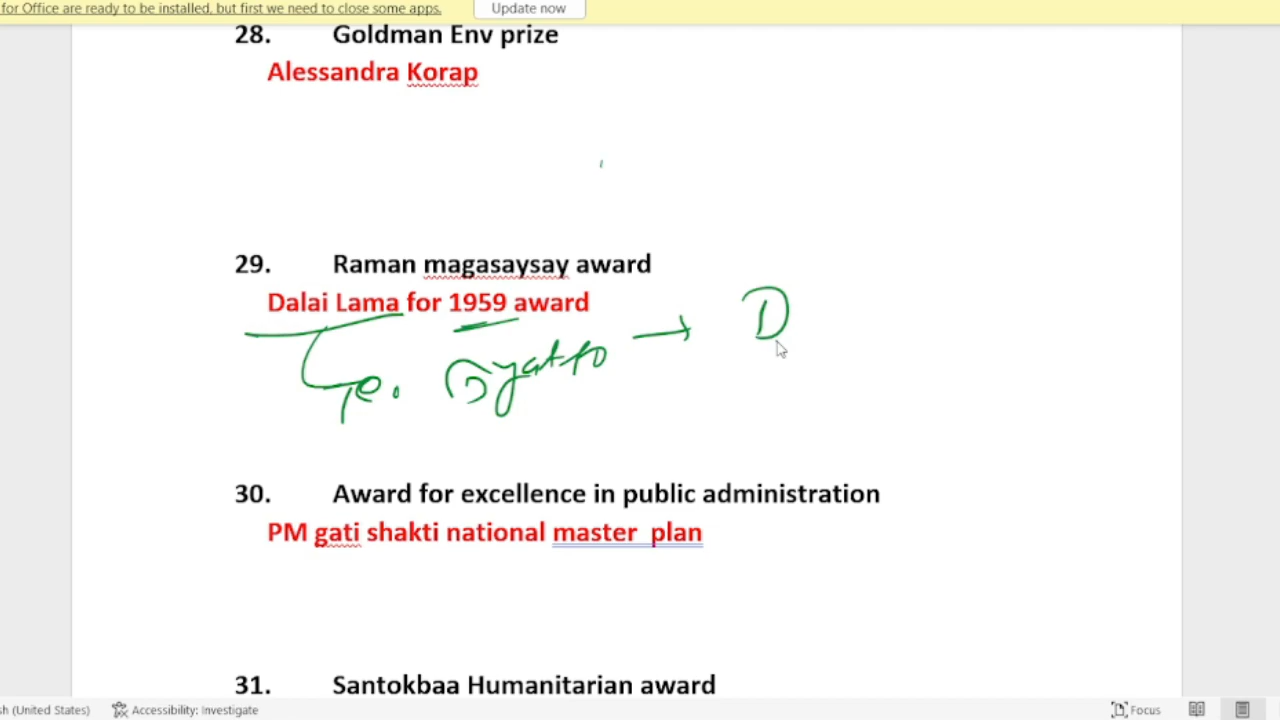 for Office are ready to be installed, but first we need to close some apps. Update now
28. Goldman Env prize
Alessandra Korap
29. Raman magasaysay award
Dalai Lama for 1959 award
Gyatso → D
30. Award for excellence in public administration
PM gati shakti national master plan
31. Santokbaa Humanitarian award
sh (United States) Accessibility: Investigate Focus